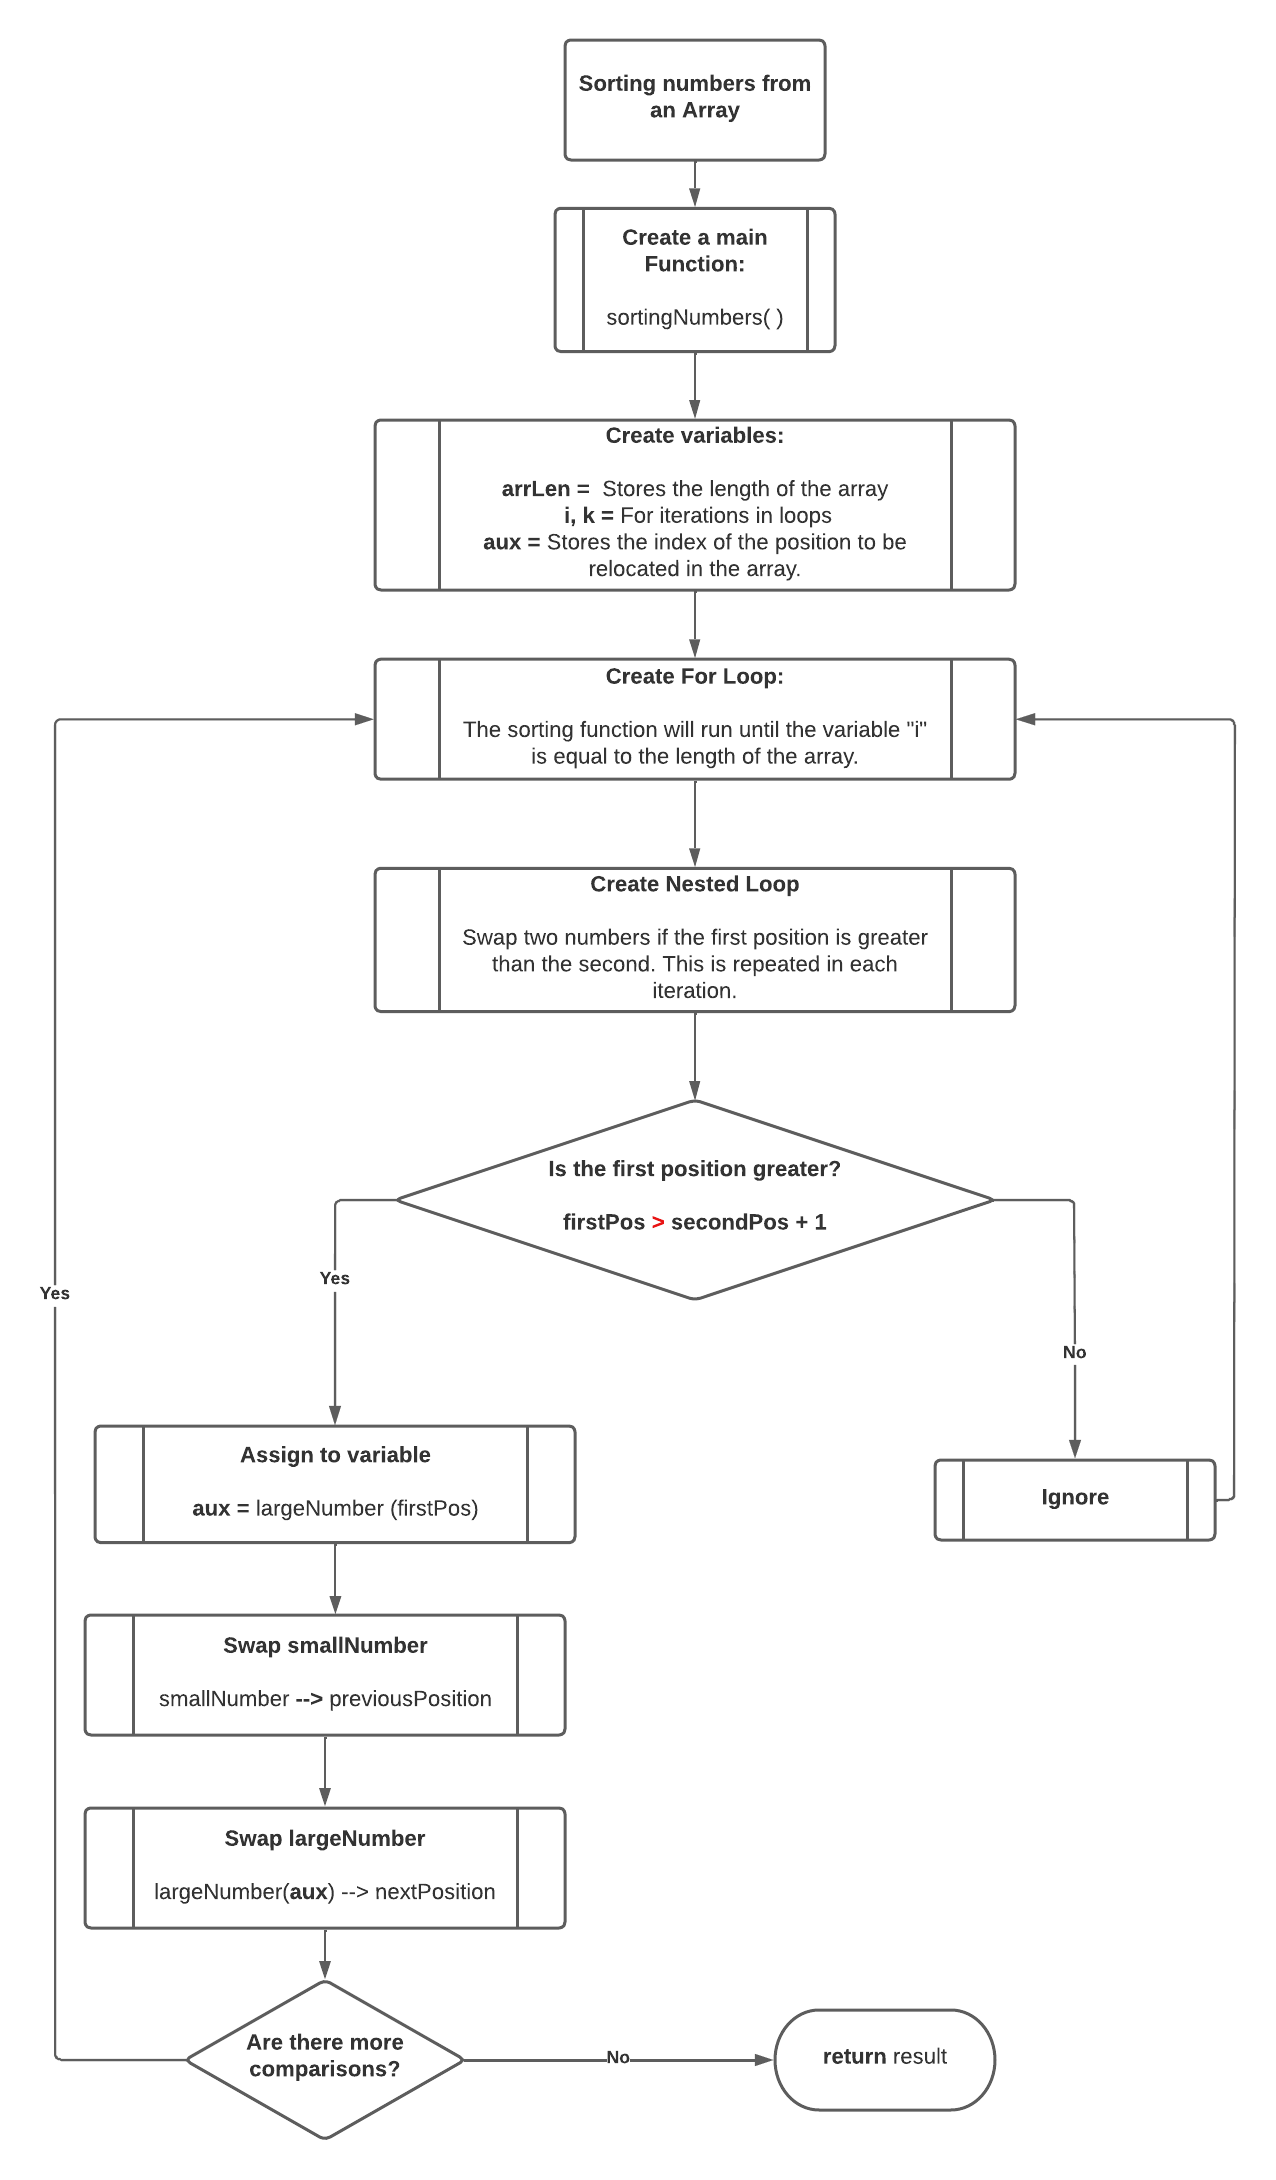 Sorting numbers from
an Array
Create a main
Function:
sortingNumbers( )
Create variables:
arrLen =  Stores the length of the array
i, k = For iterations in loops
aux = Stores the index of the position to be
relocated in the array.
Create For Loop:
The sorting function will run until the variable "i"
is equal to the length of the array.
Create Nested Loop
Swap two numbers if the first position is greater
than the second. This is repeated in each
iteration.
Is the first position greater?
firstPos > secondPos + 1
Yes
Yes
No
Assign to variable
aux = largeNumber (firstPos)
Ignore
Swap smallNumber
smallNumber --> previousPosition
Swap largeNumber
largeNumber(aux) --> nextPosition
Are there more
comparisons?
No
return result